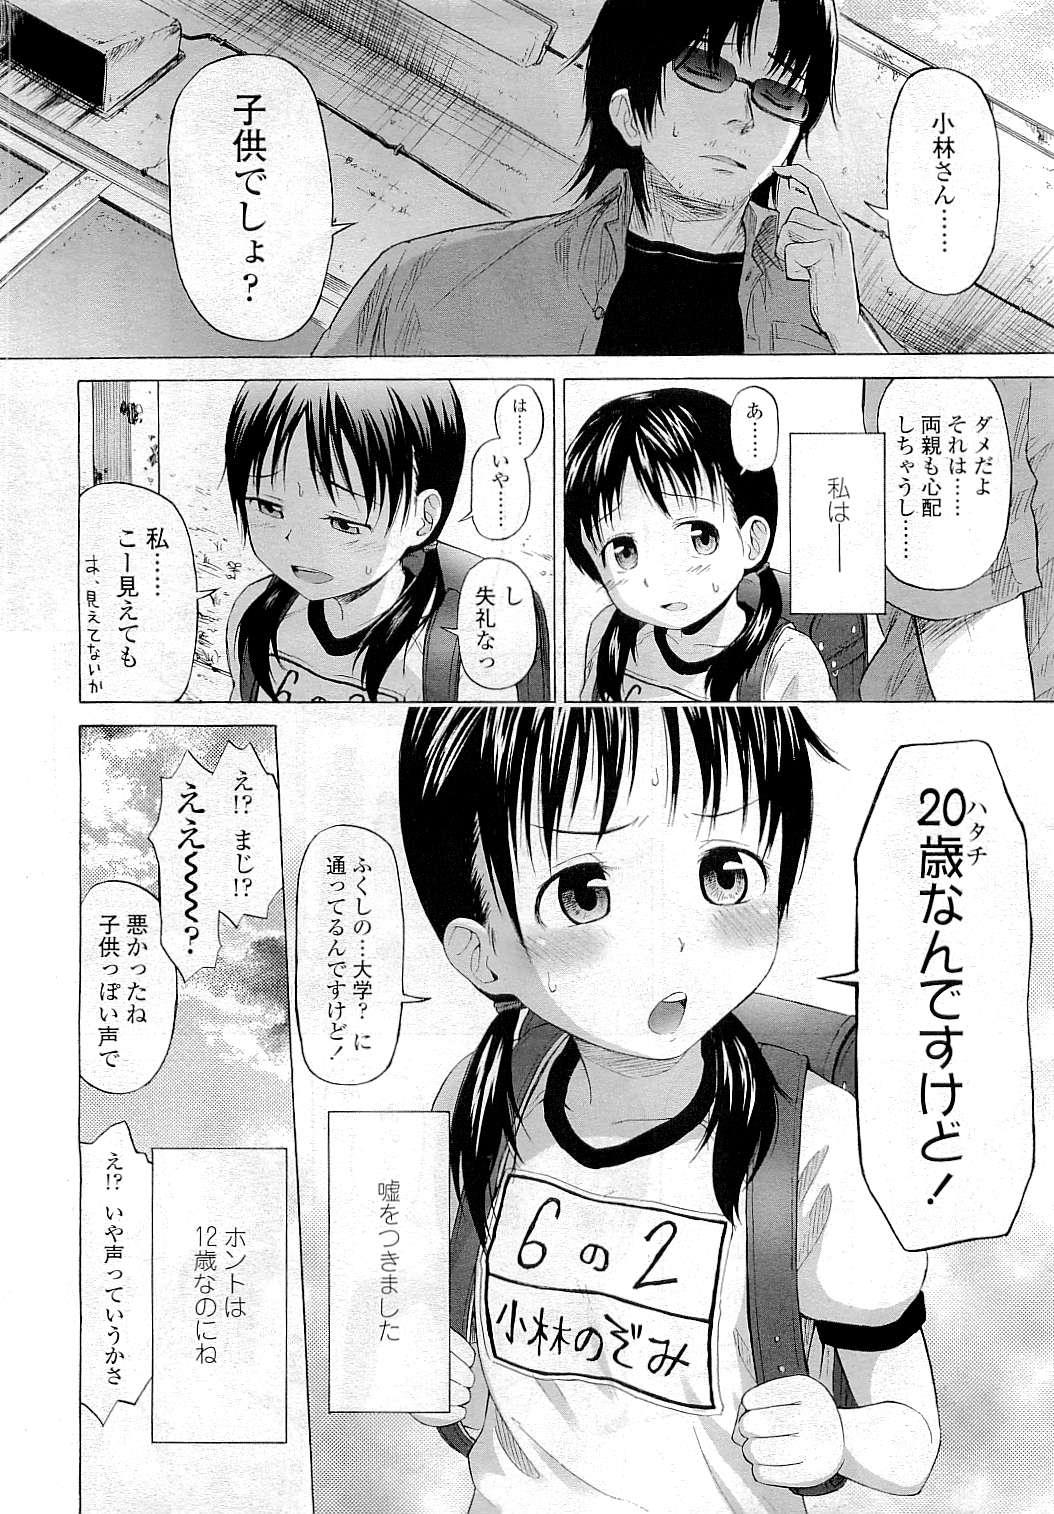 小林さん……
子供でしょ？
ダメだよ
それは……
両親も心配
しちゃうし…
私は――
あ……
は……
いや……
し
失礼なっ
私……
こー見えても
あ、見えてないか
20歳なんですけど！
ハタチ
ふくしの…大学？に
通ってるんですけど！
6の2
小林のぞみ
嘘をつきました
え!? まじ!?
ええ～～～？
悪かったね
子供っぽい声で
ホントは
12歳なのにね
え!? いや声っていうかさ